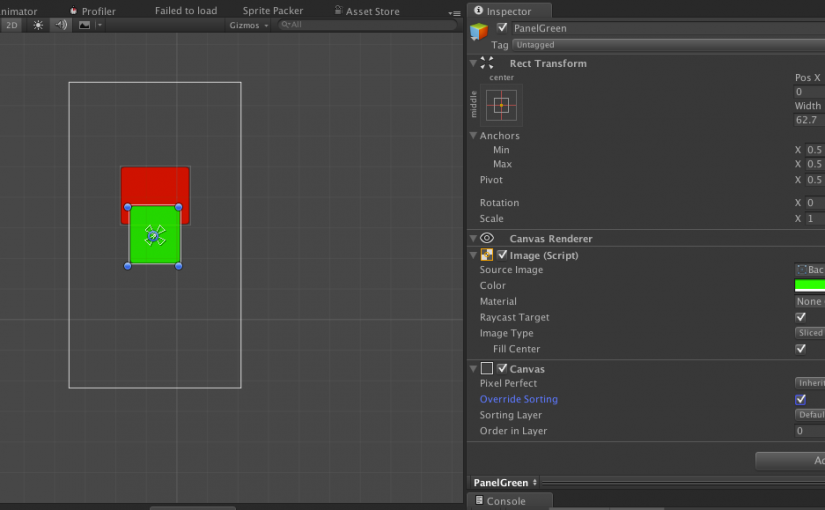 nimator
Profiler
Failed to load
Sprite Packer
Asset Store
2D
Gizmos
All
Inspector
PanelGreen
Tag Untagged
Rect Transform
center
middle
Pos X
0
Width
62.7
Anchors
Min X 0.5
Max X 0.5
Pivot X 0.5
Rotation X 0
Scale X 1
Canvas Renderer
Image (Script)
Source Image Bac
Color
Material None
Raycast Target
Image Type Sliced
Fill Center
Canvas
Pixel Perfect Inherit
Override Sorting
Sorting Layer Defaul
Order in Layer 0
Ad
PanelGreen
Console